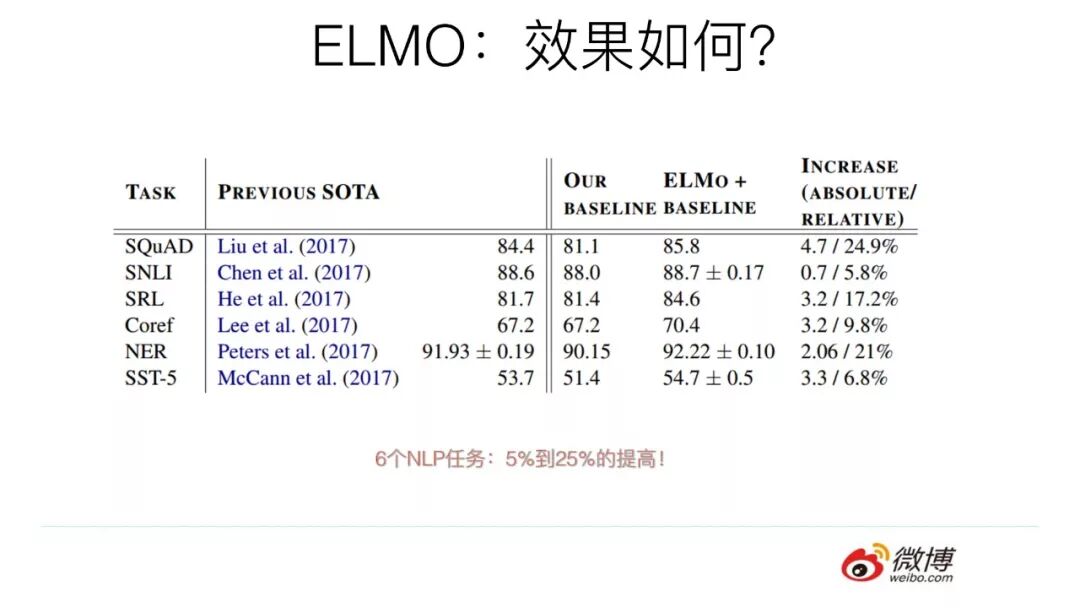 ELMO：效果如何？
TASK PREVIOUS SOTA OUR BASELINE ELMO + BASELINE INCREASE (ABSOLUTE/ RELATIVE)
SQuAD Liu et al. (2017) 84.4 81.1 85.8 4.7 / 24.9%
SNLI Chen et al. (2017) 88.6 88.0 88.7 ± 0.17 0.7 / 5.8%
SRL He et al. (2017) 81.7 81.4 84.6 3.2 / 17.2%
Coref Lee et al. (2017) 67.2 67.2 70.4 3.2 / 9.8%
NER Peters et al. (2017) 91.93 ± 0.19 90.15 92.22 ± 0.10 2.06 / 21%
SST-5 McCann et al. (2017) 53.7 51.4 54.7 ± 0.5 3.3 / 6.8%
6个NLP任务：5%到25%的提高！
微博
weibo.com